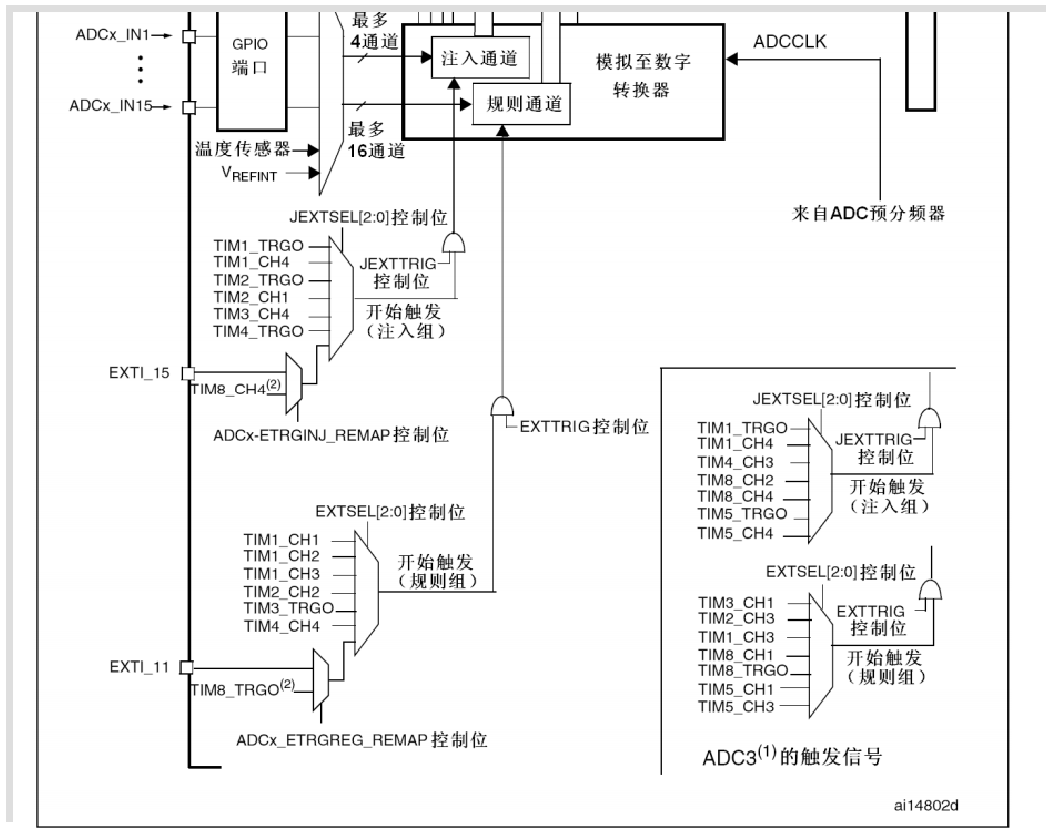 ADCx_IN1
GPIO
端口
ADCx_IN15
温度传感器
VREFINT
最多
4通道
最多
16通道
注入通道
规则通道
模拟至数字
转换器
ADCCLK
来自ADC预分频器
JEXTSEL[2:0]控制位
TIM1_TRGO
TIM1_CH4
TIM2_TRGO
TIM2_CH1
TIM3_CH4
TIM4_TRGO
JEXTTRIG
控制位
开始触发
(注入组)
EXTI_15
TIM8_CH4(2)
ADCx-ETRGINJ_REMAP控制位
EXTTRIG控制位
EXTSEL[2:0]控制位
TIM1_CH1
TIM1_CH2
TIM1_CH3
TIM2_CH2
TIM3_TRGO
TIM4_CH4
开始触发
(规则组)
EXTI_11
TIM8_TRGO(2)
ADCx_ETRGREG_REMAP控制位
JEXTSEL[2:0]控制位
TIM1_TRGO
TIM1_CH4
TIM4_CH3
TIM8_CH2
TIM8_CH4
TIM5_TRGO
TIM5_CH4
JEXTTRIG
控制位
开始触发
(注入组)
EXTSEL[2:0]控制位
TIM3_CH1
TIM2_CH3
TIM1_CH3
TIM8_CH1
TIM8_TRGO
TIM5_CH1
TIM5_CH3
EXTTRIG
控制位
开始触发
(规则组)
ADC3(1)的触发信号
ai14802d